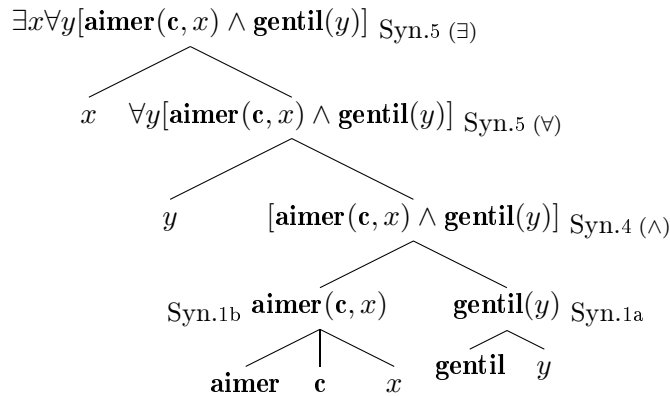 ∃x∀y[aimer(c, x) ∧ gentil(y)] Syn.5 (∃)
x ∀y[aimer(c, x) ∧ gentil(y)] Syn.5 (∀)
y [aimer(c, x) ∧ gentil(y)] Syn.4 (∧)
Syn.1b aimer(c, x) gentil(y) Syn.1a
aimer c x gentil y